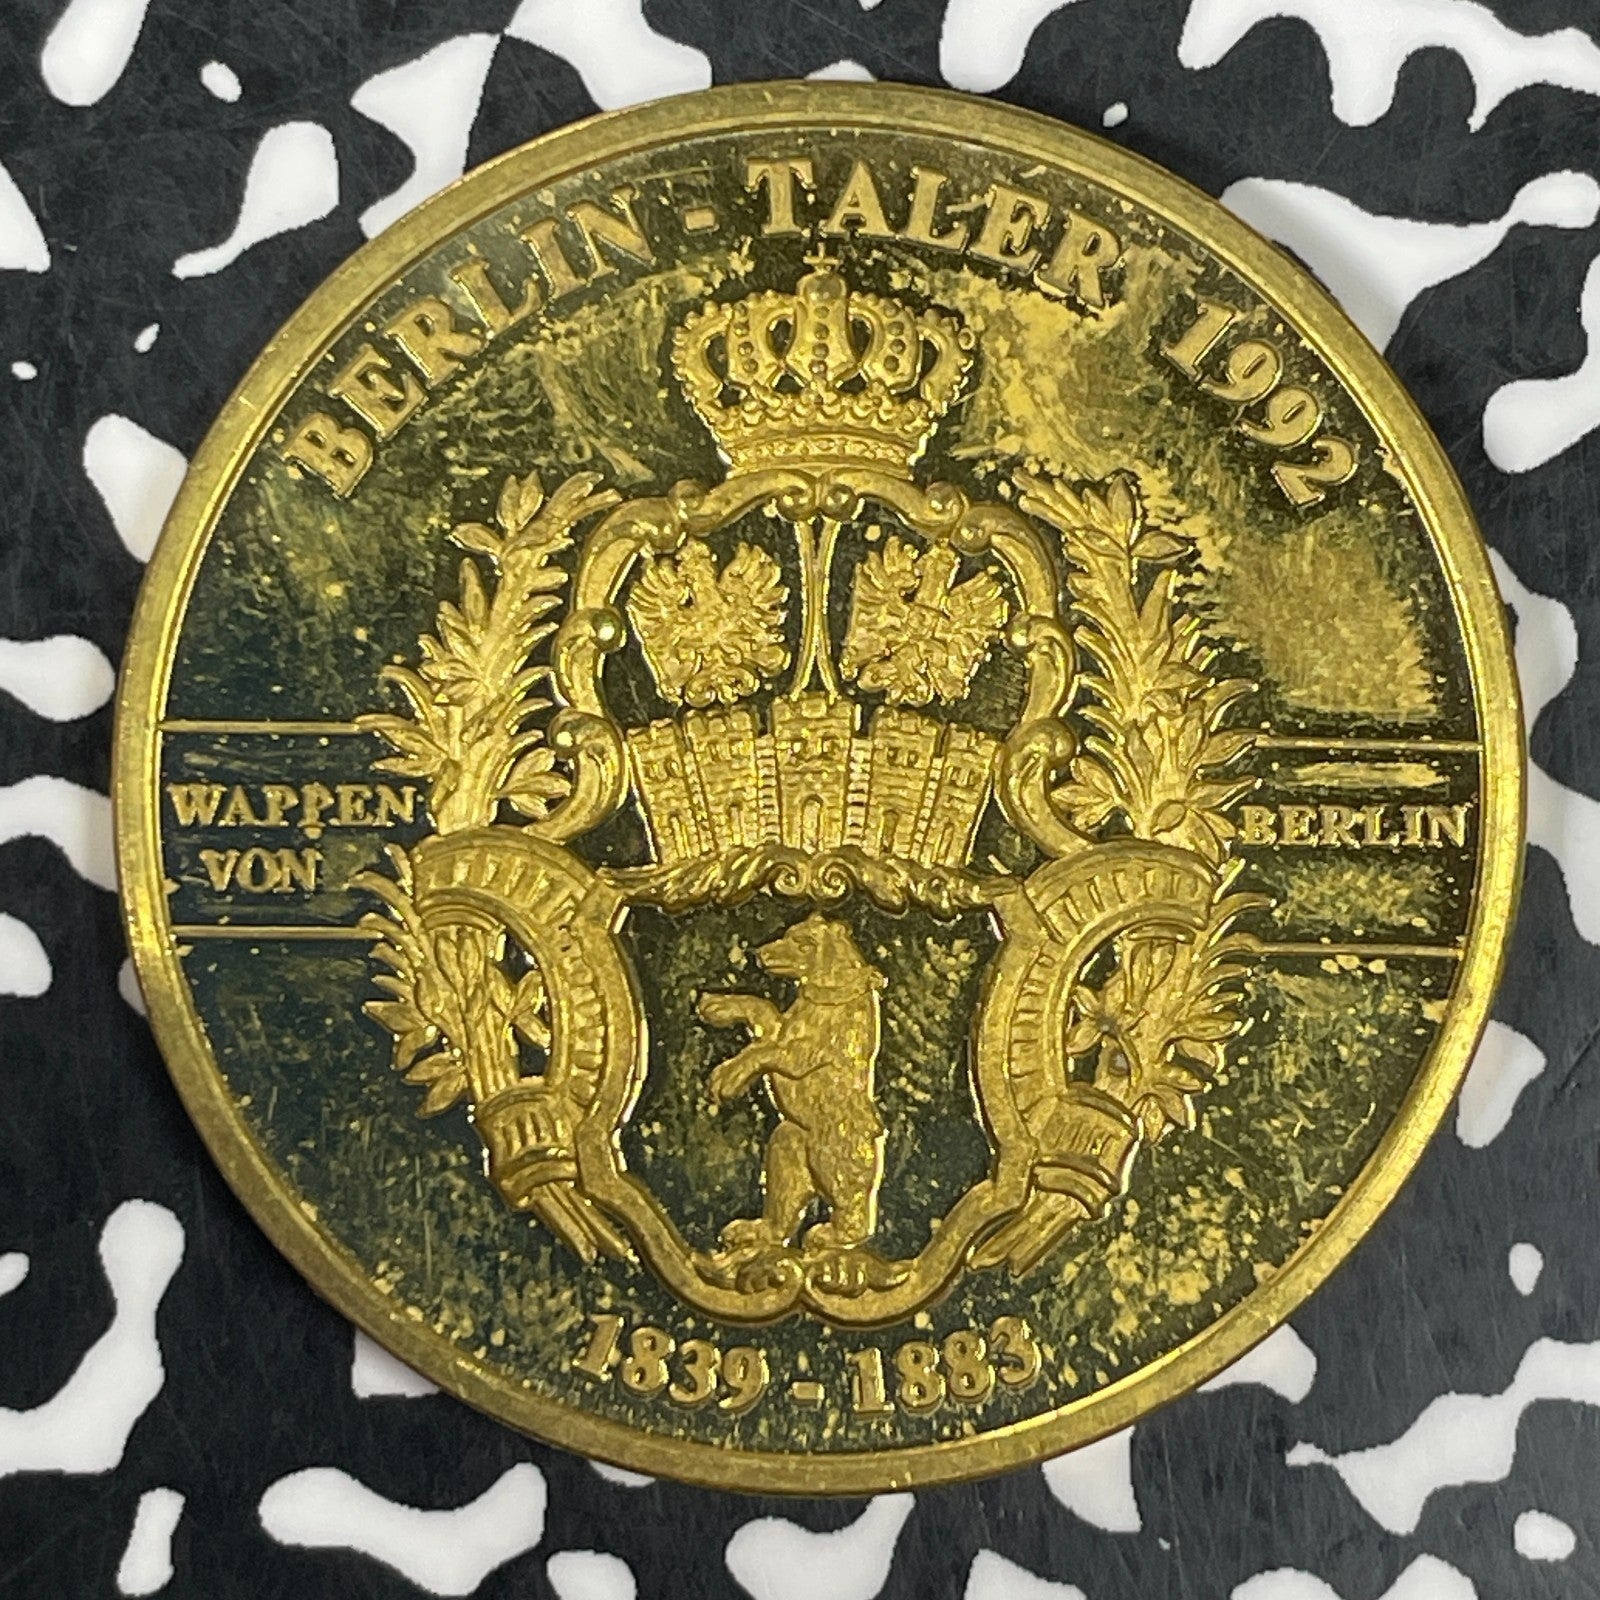 BERLIN - TALER 1992
WAPPEN
VON
BERLIN
1839 - 1883